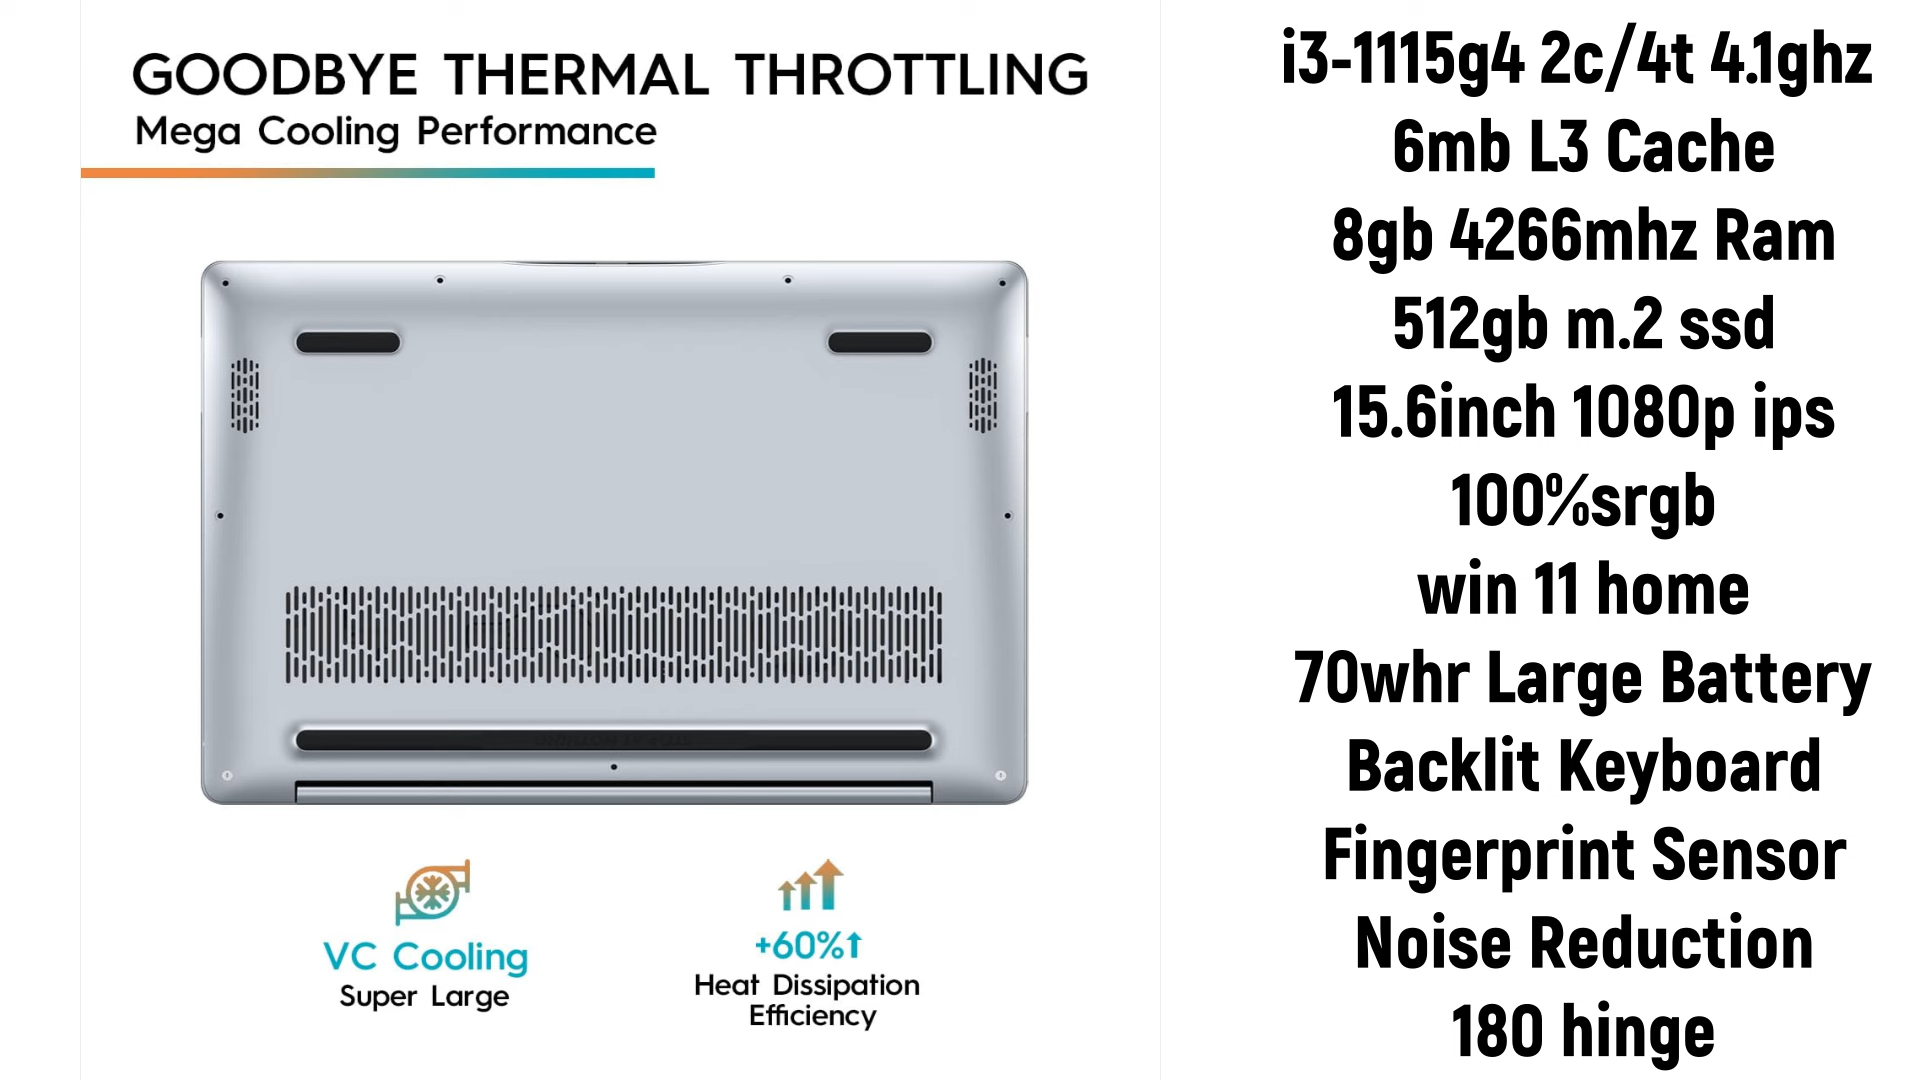 GOODBYE THERMAL THROTTLING
Mega Cooling Performance
VC Cooling
Super Large
+60%↑
Heat Dissipation
Efficiency
i3-1115g4 2c/4t 4.1ghz
6mb L3 Cache
8gb 4266mhz Ram
512gb m.2 ssd
15.6inch 1080p ips
100%srgb
win 11 home
70whr Large Battery
Backlit Keyboard
Fingerprint Sensor
Noise Reduction
180 hinge